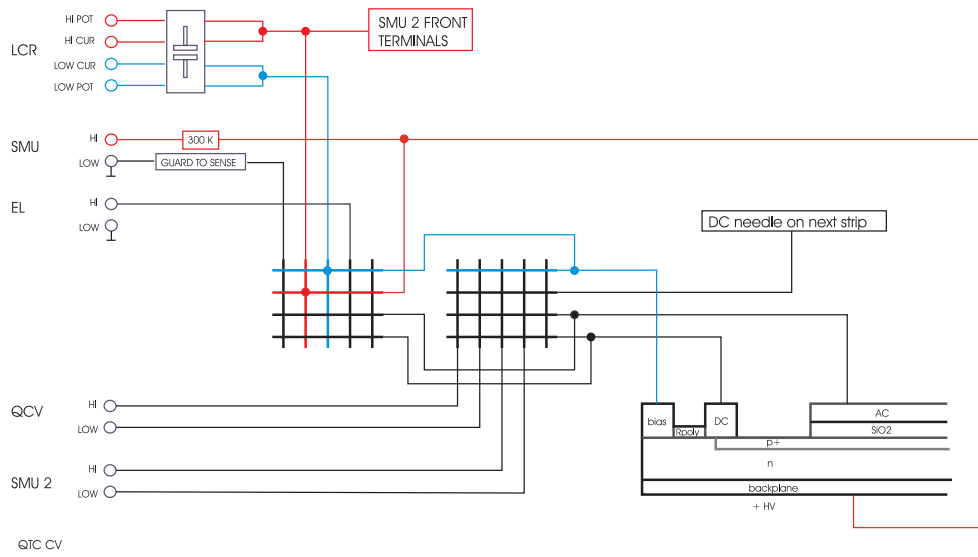 HI POT
HI CUR
LCR
LOW CUR
LOW POT
SMU 2 FRONT
TERMINALS
SMU
HI
300 K
LOW
GUARD TO SENSE
EL
HI
LOW
DC needle on next strip
QCV
HI
LOW
SMU 2
HI
LOW
bias
Rpoly
DC
AC
SiO2
p+
n
backplane
+ HV
QTC CV